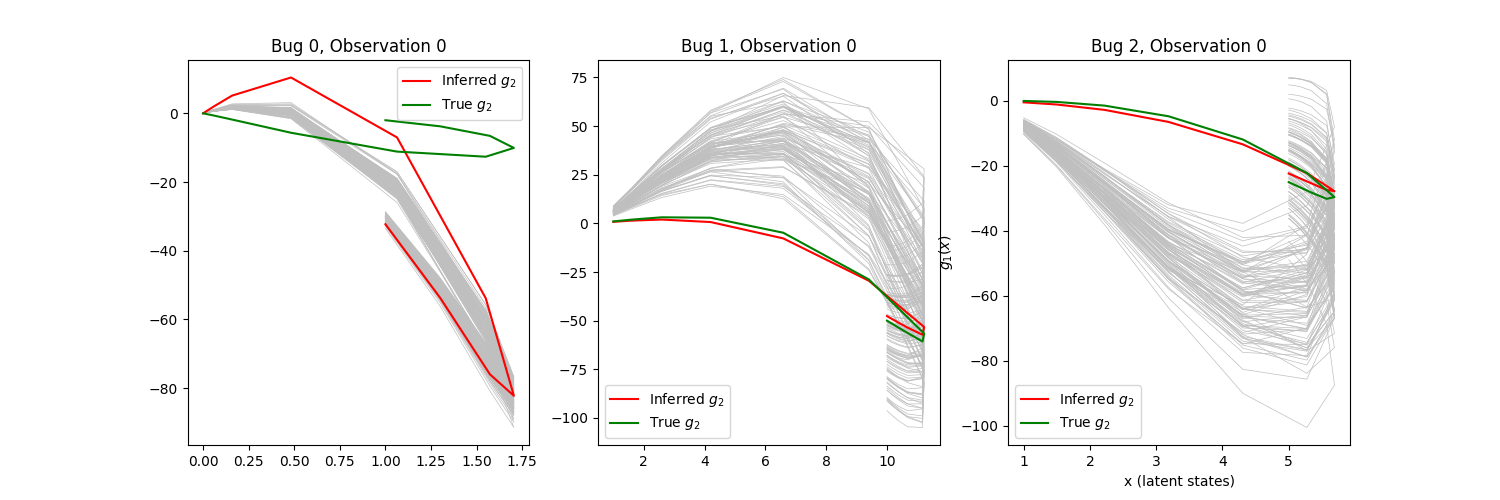 Bug 0, Observation 0
Inferred g₂
True g₂
0
−20
−40
−60
−80
0.00 0.25 0.50 0.75 1.00 1.25 1.50 1.75
Bug 1, Observation 0
75
50
25
0
−25
−50
−75
−100
Inferred g₂
True g₂
2 4 6 8 10
Bug 2, Observation 0
g₁(x)
0
−20
−40
−60
−80
−100
Inferred g₂
True g₂
1 2 3 4 5
x (latent states)